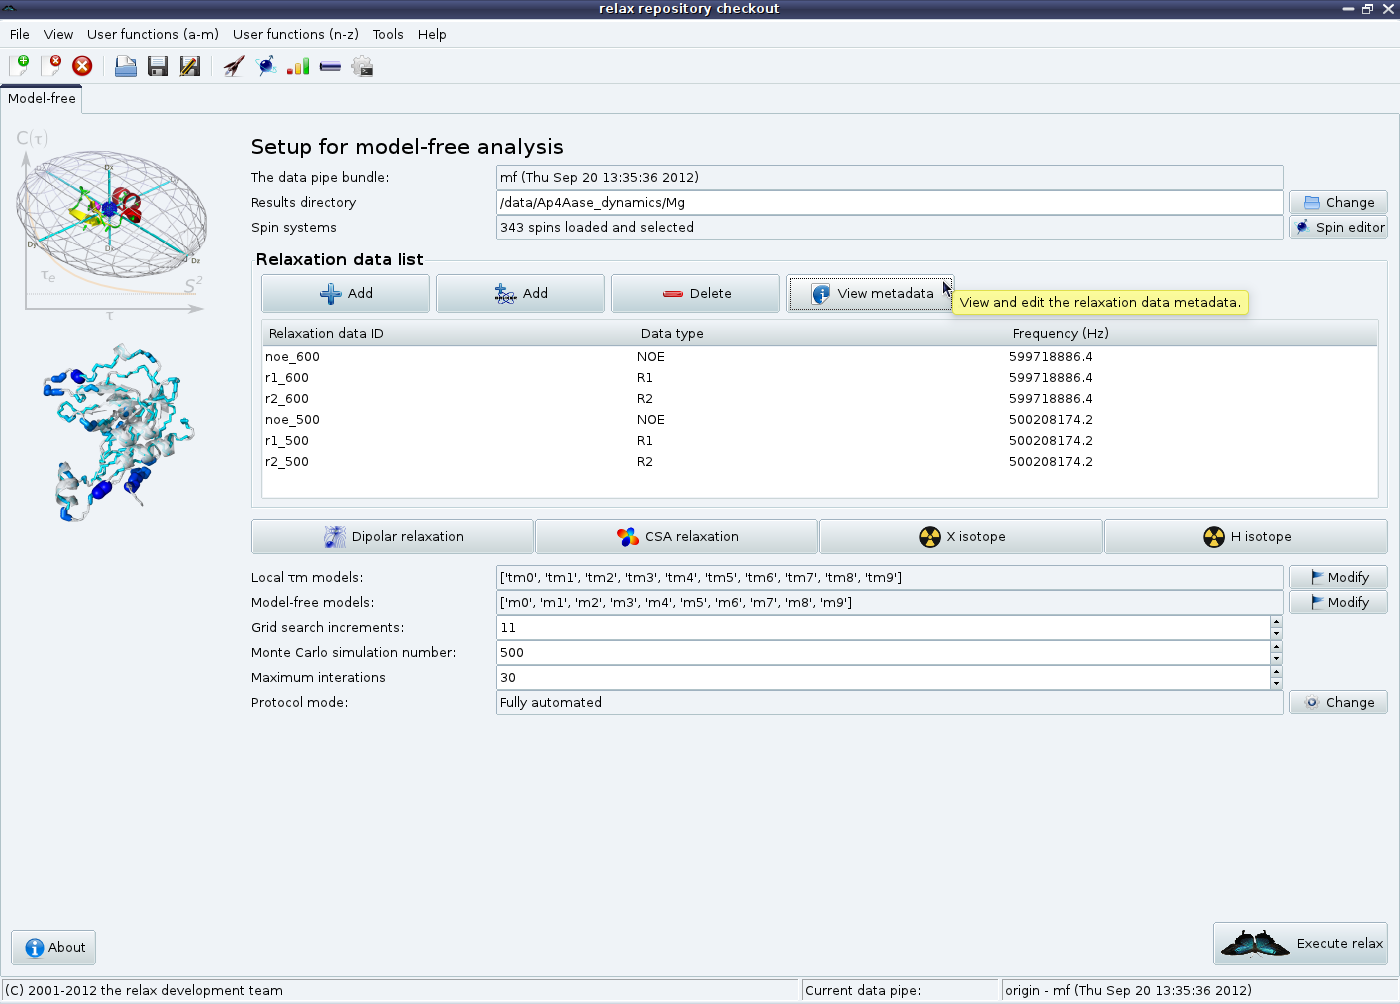 relax repository checkout
File View User functions (a-m) User functions (n-z) Tools Help
Model-free
C(τ)
Dx
Dy
Dz
τe
S²
τ
Setup for model-free analysis
The data pipe bundle: mf (Thu Sep 20 13:35:36 2012)
Results directory /data/Ap4Aase_dynamics/Mg Change
Spin systems 343 spins loaded and selected Spin editor
Relaxation data list
Add Add Delete View metadata
View and edit the relaxation data metadata.
Relaxation data ID Data type Frequency (Hz)
noe_600 NOE 599718886.4
r1_600 R1 599718886.4
r2_600 R2 599718886.4
noe_500 NOE 500208174.2
r1_500 R1 500208174.2
r2_500 R2 500208174.2
Dipolar relaxation CSA relaxation X isotope H isotope
Local τm models: ['tm0', 'tm1', 'tm2', 'tm3', 'tm4', 'tm5', 'tm6', 'tm7', 'tm8', 'tm9'] Modify
Model-free models: ['m0', 'm1', 'm2', 'm3', 'm4', 'm5', 'm6', 'm7', 'm8', 'm9'] Modify
Grid search increments: 11
Monte Carlo simulation number: 500
Maximum interations 30
Protocol mode: Fully automated Change
About Execute relax
(C) 2001-2012 the relax development team Current data pipe: origin - mf (Thu Sep 20 13:35:36 2012)